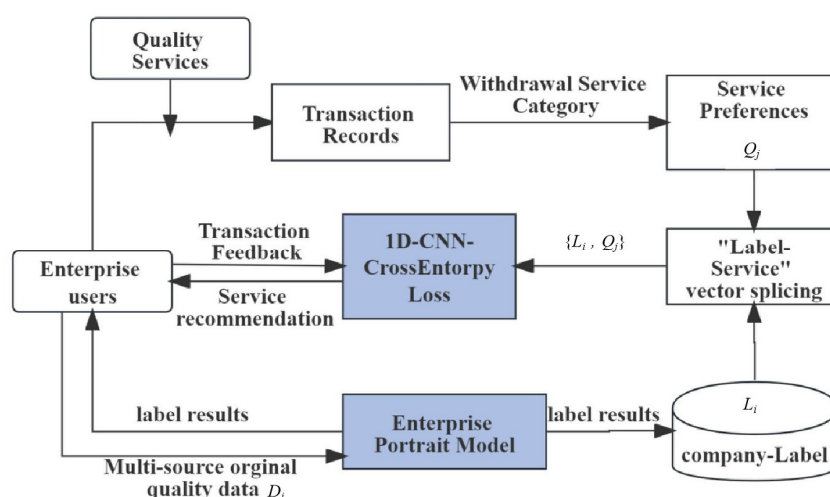 Quality
Services
Transaction
Records
Withdrawal Service
Category
Service
Preferences
Qj
Transaction
Feedback
1D-CNN-
CrossEntorpy
Loss
{Li , Qj}
"Label-
Service"
vector splicing
Enterprise
users
Service
recommendation
label results
Enterprise
Portrait Model
label results
Li
company-Label
Multi-source orginal
quality data Di